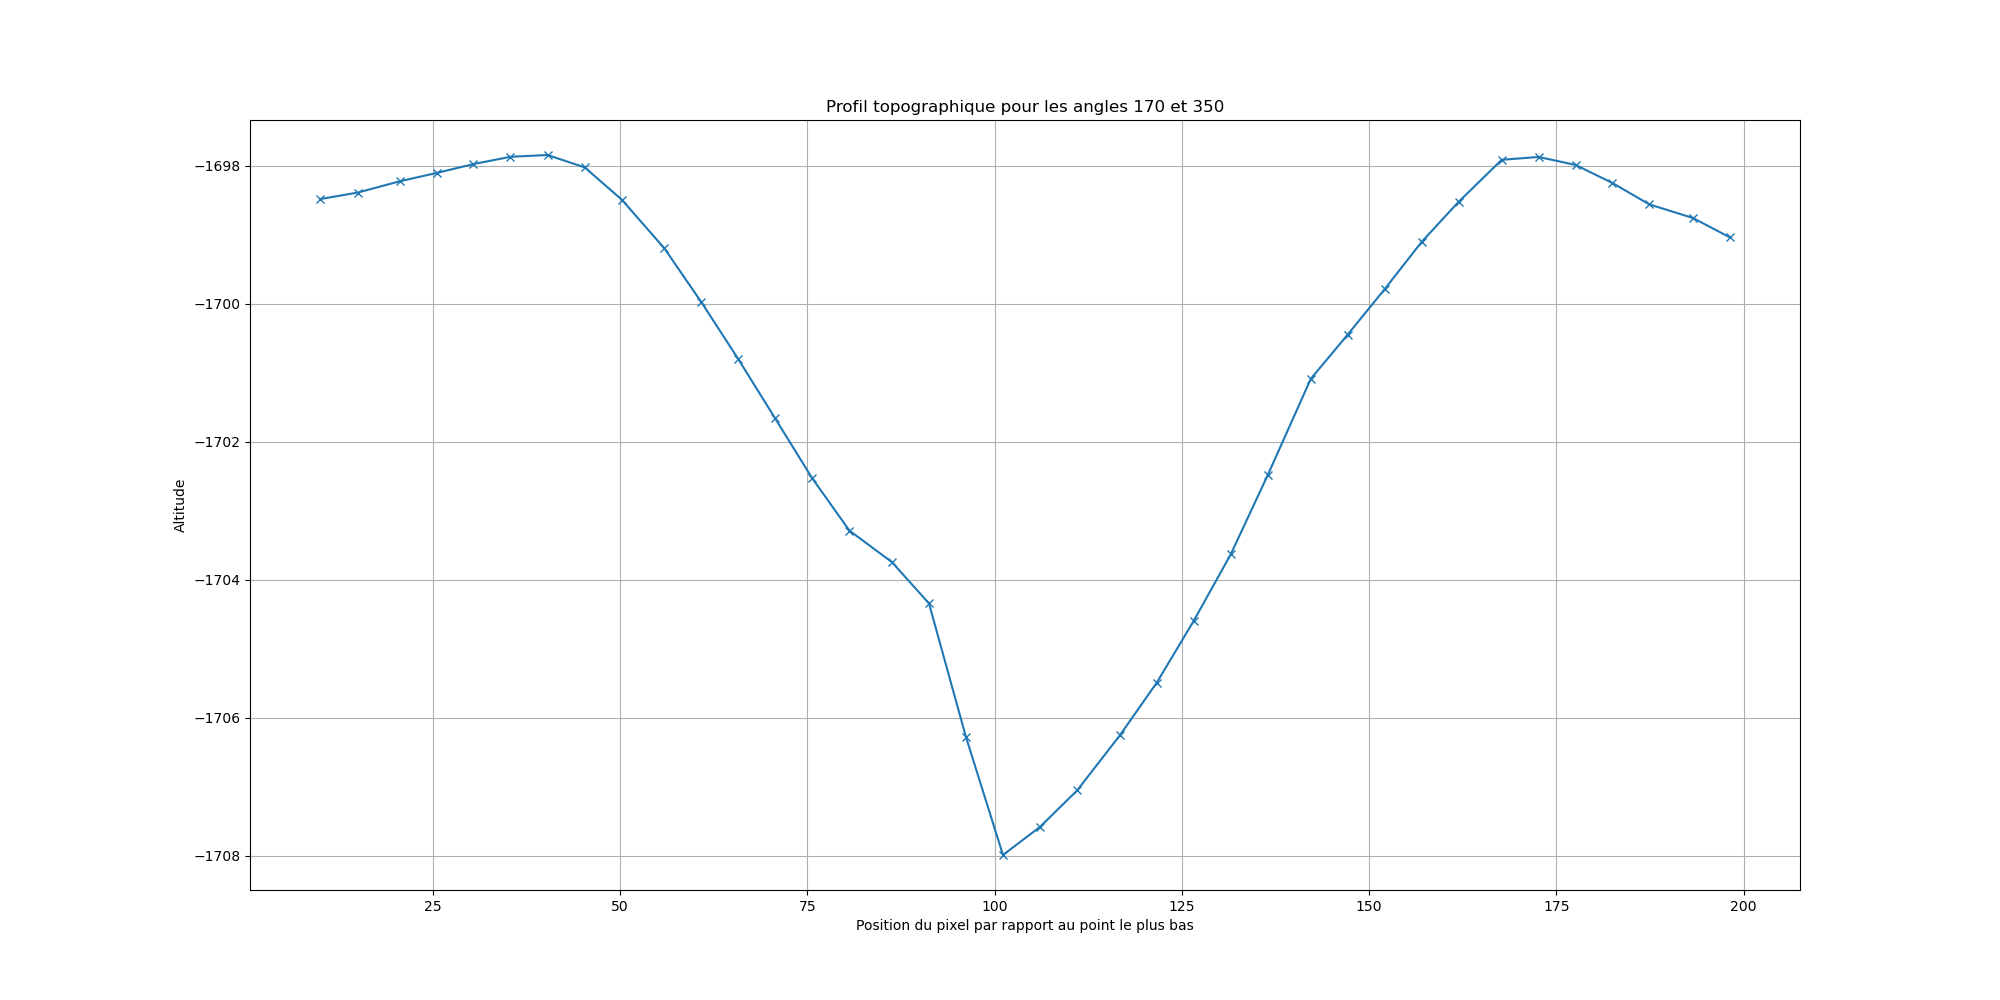 Profil topographique pour les angles 170 et 350
−1698
−1700
−1702
−1704
−1706
−1708
Altitude
25 50 75 100 125 150 175 200
Position du pixel par rapport au point le plus bas